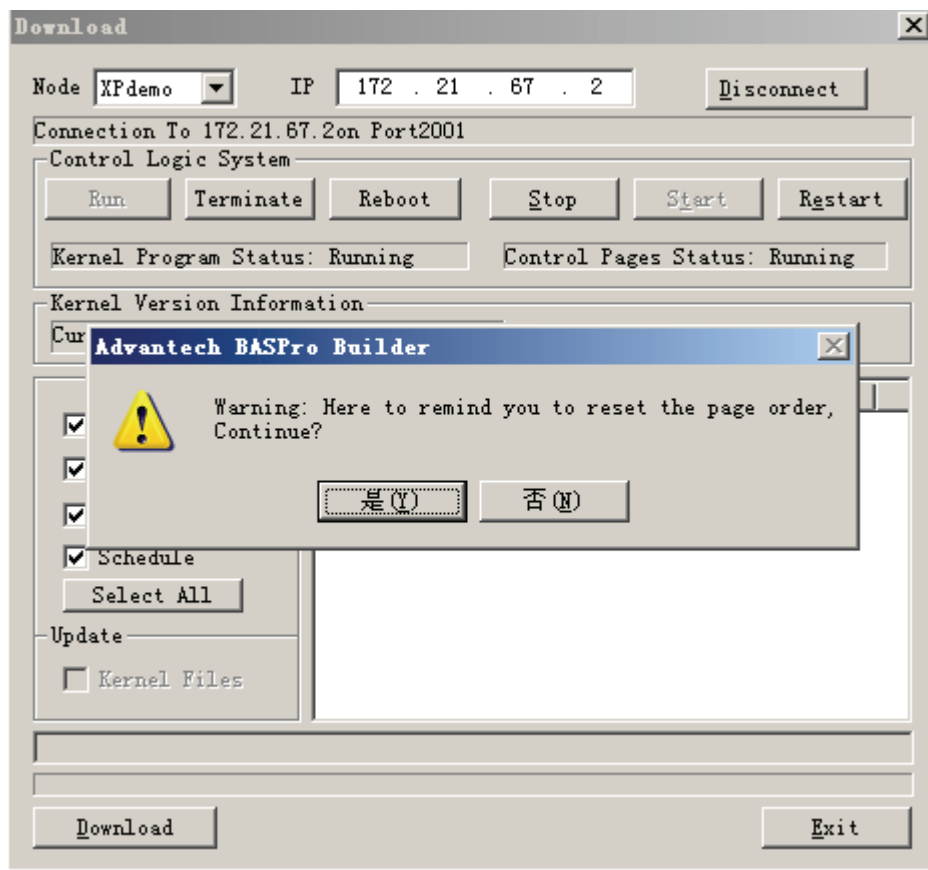 Download
Node XPdemo IP 172 . 21 . 67 . 2 Disconnect
Connection To 172.21.67.2on Port2001
Control Logic System
Run Terminate Reboot Stop Start Restart
Kernel Program Status: Running Control Pages Status: Running
Kernel Version Information
Cur
Advantech BASPro Builder
Warning: Here to remind you to reset the page order,
Continue?
是(Y) 否(N)
Schedule
Select All
Update
Kernel Files
Download Exit